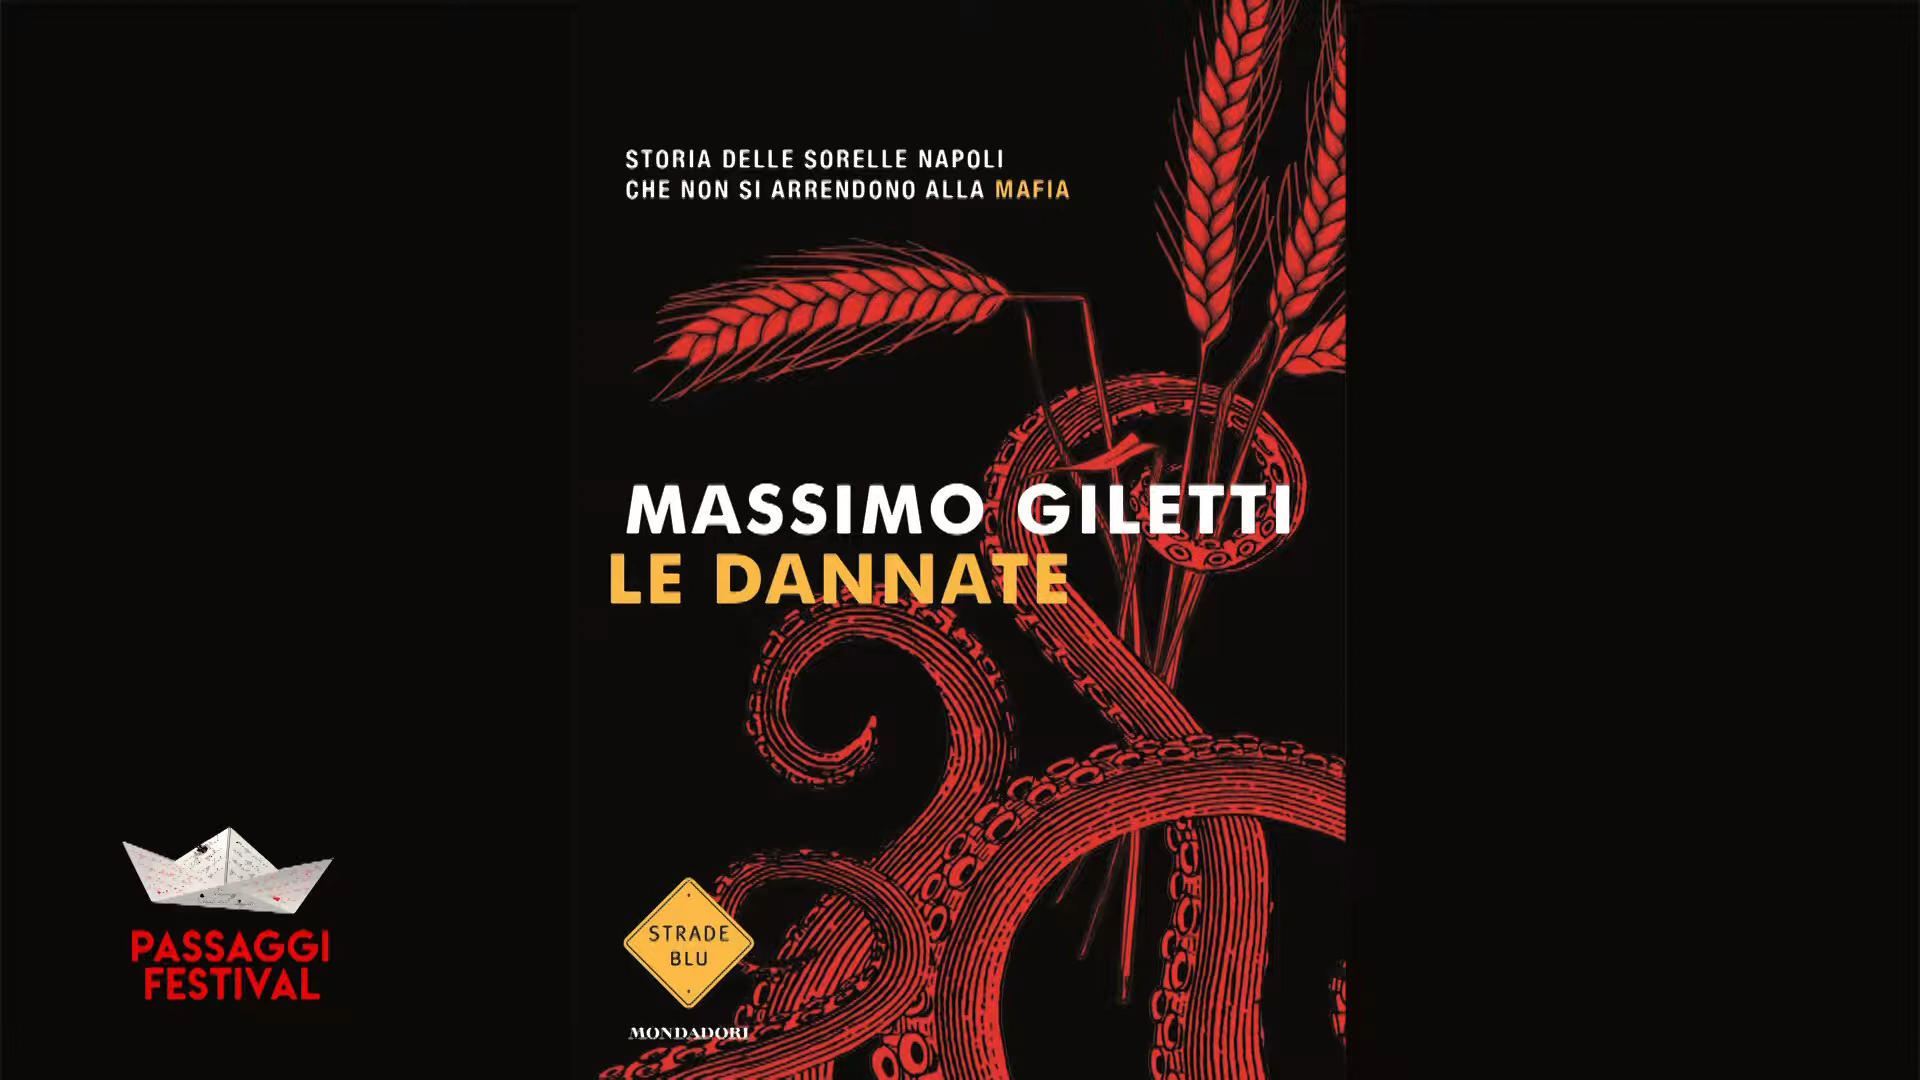 STORIA DELLE SORELLE NAPOLI
CHE NON SI ARRENDONO ALLA MAFIA
MASSIMO GILETTI
LE DANNATE
STRADE
BLU
MONDADORI
PASSAGGI
FESTIVAL